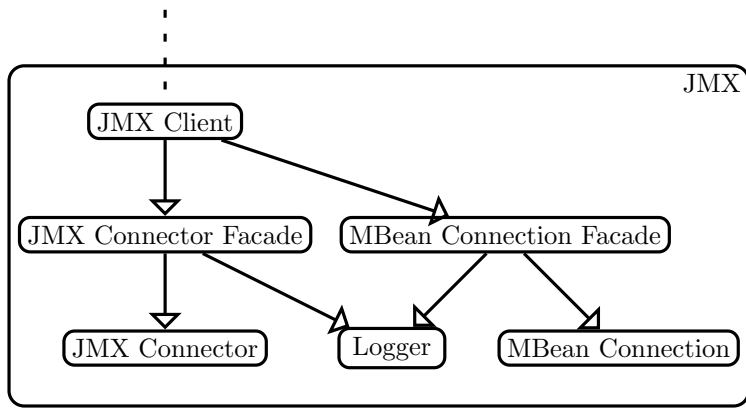 JMX
JMX Client
JMX Connector Facade
MBean Connection Facade
JMX Connector
Logger
MBean Connection